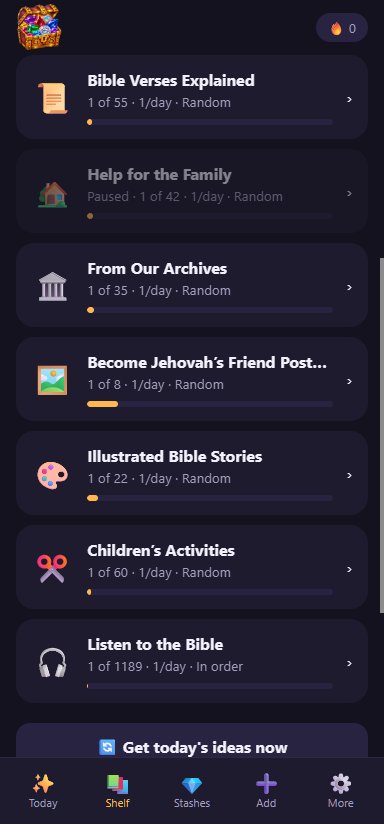 0
Bible Verses Explained
1 of 55 · 1/day · Random
Help for the Family
Paused · 1 of 42 · 1/day · Random
From Our Archives
1 of 35 · 1/day · Random
Become Jehovah’s Friend Post...
1 of 8 · 1/day · Random
Illustrated Bible Stories
1 of 22 · 1/day · Random
Children’s Activities
1 of 60 · 1/day · Random
Listen to the Bible
1 of 1189 · 1/day · In order
Get today's ideas now
Today Shelf Stashes Add More